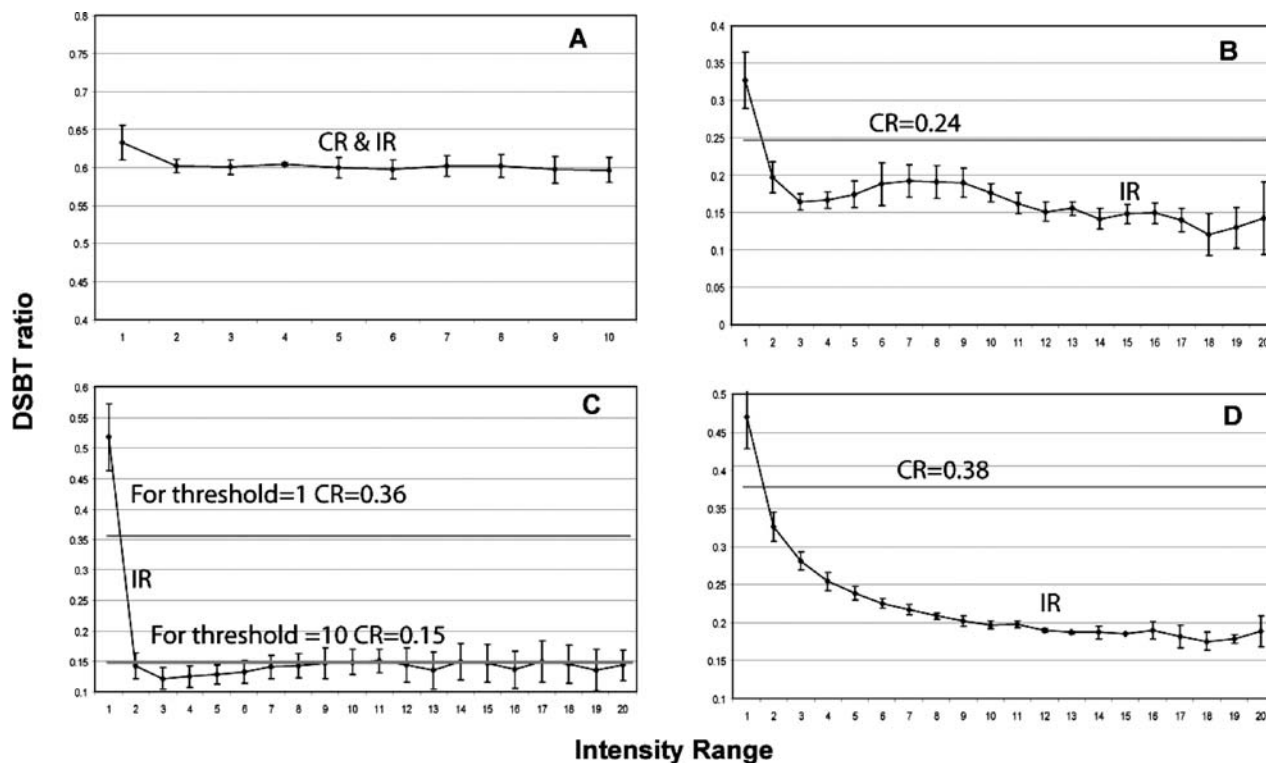 A
0.8
0.75
0.7
0.65
0.6
0.55
0.5
0.45
0.4
CR & IR
1 2 3 4 5 6 7 8 9 10
B
0.4
0.35
0.3
0.25
0.2
0.15
0.1
0.05
0
CR=0.24
IR
1 2 3 4 5 6 7 8 9 10 11 12 13 14 15 16 17 18 19 20
DSBT ratio
C
0.6
0.55
0.5
0.45
0.4
0.35
0.3
0.25
0.2
0.15
0.1
For threshold=1 CR=0.36
IR
For threshold =10 CR=0.15
1 2 3 4 5 6 7 8 9 10 11 12 13 14 15 16 17 18 19 20
D
0.5
0.45
0.4
0.35
0.3
0.25
0.2
0.15
0.1
CR=0.38
IR
1 2 3 4 5 6 7 8 9 10 11 12 13 14 15 16 17 18 19 20
Intensity Range